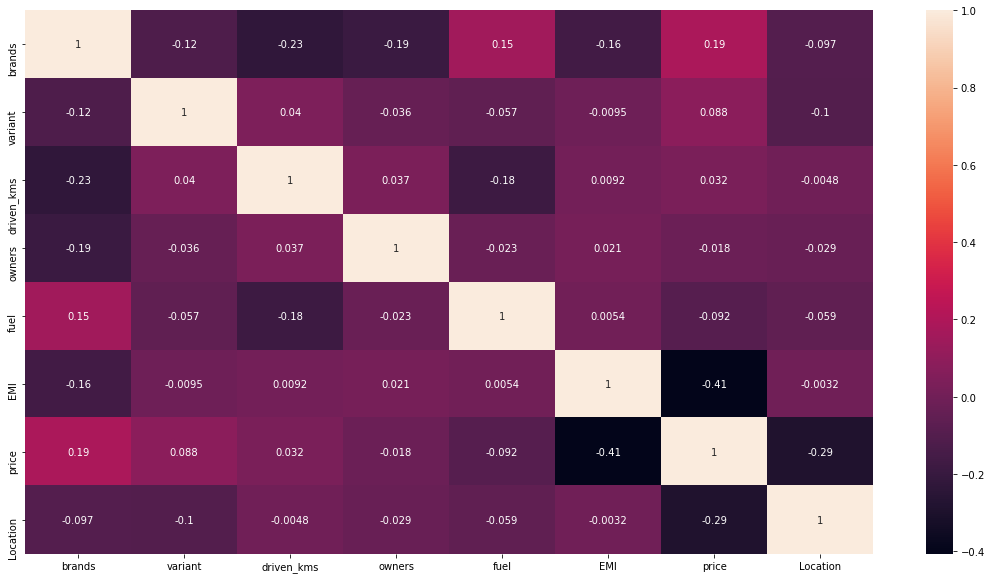 brands 1 -0.12 -0.23 -0.19 0.15 -0.16 0.19 -0.097
variant -0.12 1 0.04 -0.036 -0.057 -0.0095 0.088 -0.1
driven_kms -0.23 0.04 1 0.037 -0.18 0.0092 0.032 -0.0048
owners -0.19 -0.036 0.037 1 -0.023 0.021 -0.018 -0.029
fuel 0.15 -0.057 -0.18 -0.023 1 0.0054 -0.092 -0.059
EMI -0.16 -0.0095 0.0092 0.021 0.0054 1 -0.41 -0.0032
price 0.19 0.088 0.032 -0.018 -0.092 -0.41 1 -0.29
Location -0.097 -0.1 -0.0048 -0.029 -0.059 -0.0032 -0.29 1
brands variant driven_kms owners fuel EMI price Location
1.0
0.8
0.6
0.4
0.2
0.0
−0.2
−0.4